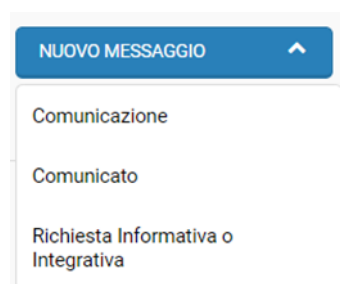 NUOVO MESSAGGIO
Comunicazione
Comunicato
Richiesta Informativa o
Integrativa